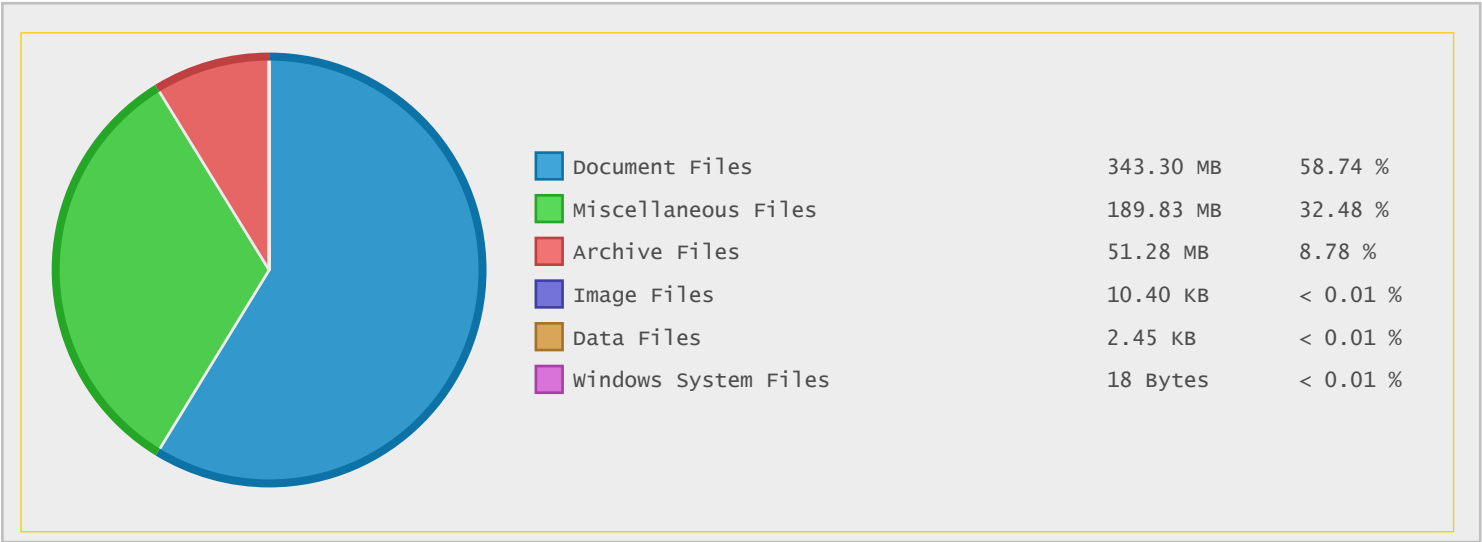 Document Files 343.30 MB 58.74 %
Miscellaneous Files 189.83 MB 32.48 %
Archive Files 51.28 MB 8.78 %
Image Files 10.40 KB < 0.01 %
Data Files 2.45 KB < 0.01 %
Windows System Files 18 Bytes < 0.01 %